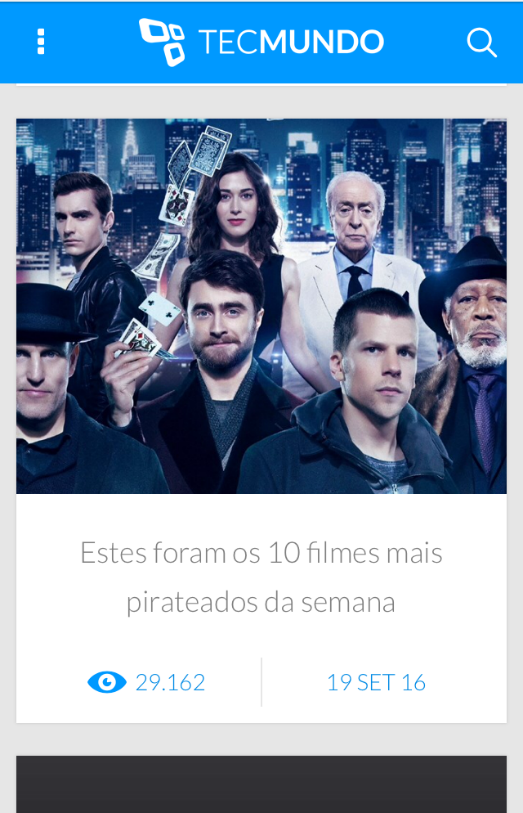 TECMUNDO
Estes foram os 10 filmes mais
pirateados da semana
29.162
19 SET 16